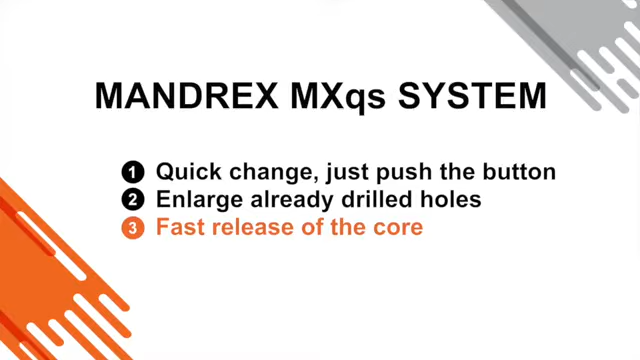 MANDREX MXqs SYSTEM
1 Quick change, just push the button
2 Enlarge already drilled holes
3 Fast release of the core